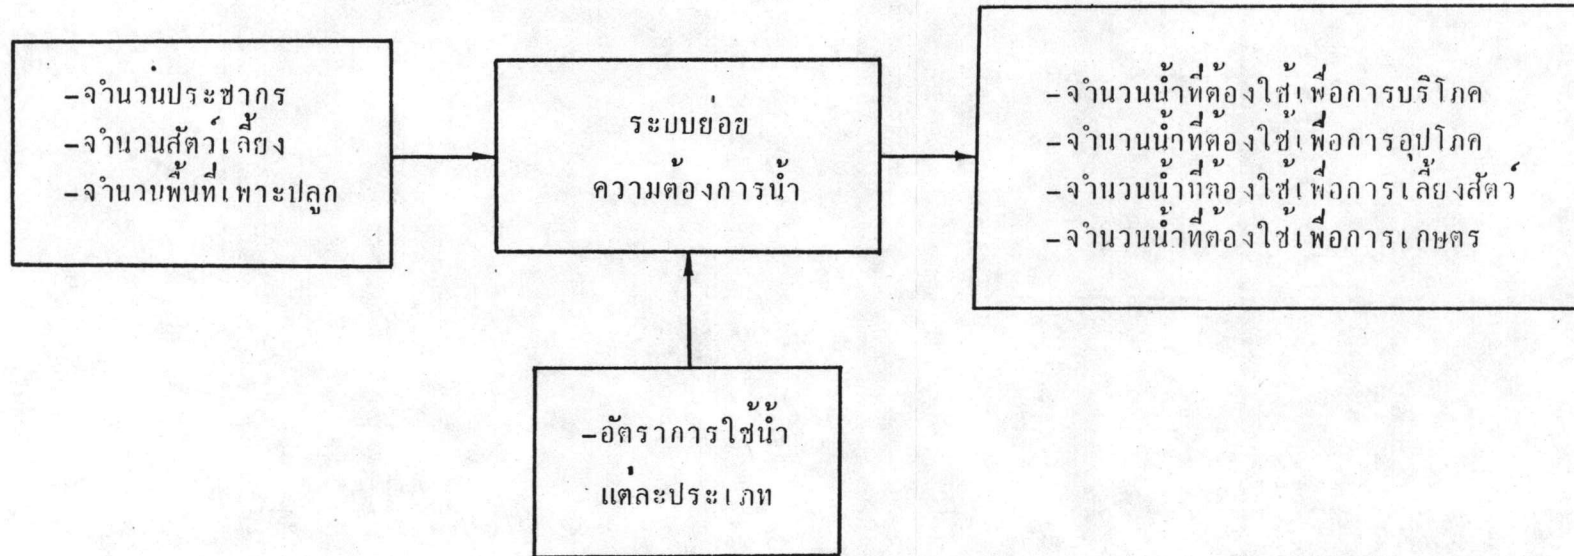 -จำนวนประชากร
-จำนวนสัตว์เลี้ยง
-จำนวนพื้นที่เพาะปลูก
ระบบย่อย
ความต้องการน้ำ
-จำนวนน้ำที่ต้องใช้เพื่อการบริโภค
-จำนวนน้ำที่ต้องใช้เพื่อการอุปโภค
-จำนวนน้ำที่ต้องใช้เพื่อการเลี้ยงสัตว์
-จำนวนน้ำที่ต้องใช้เพื่อการเกษตร
-อัตราการใช้น้ำ
แต่ละประเภท